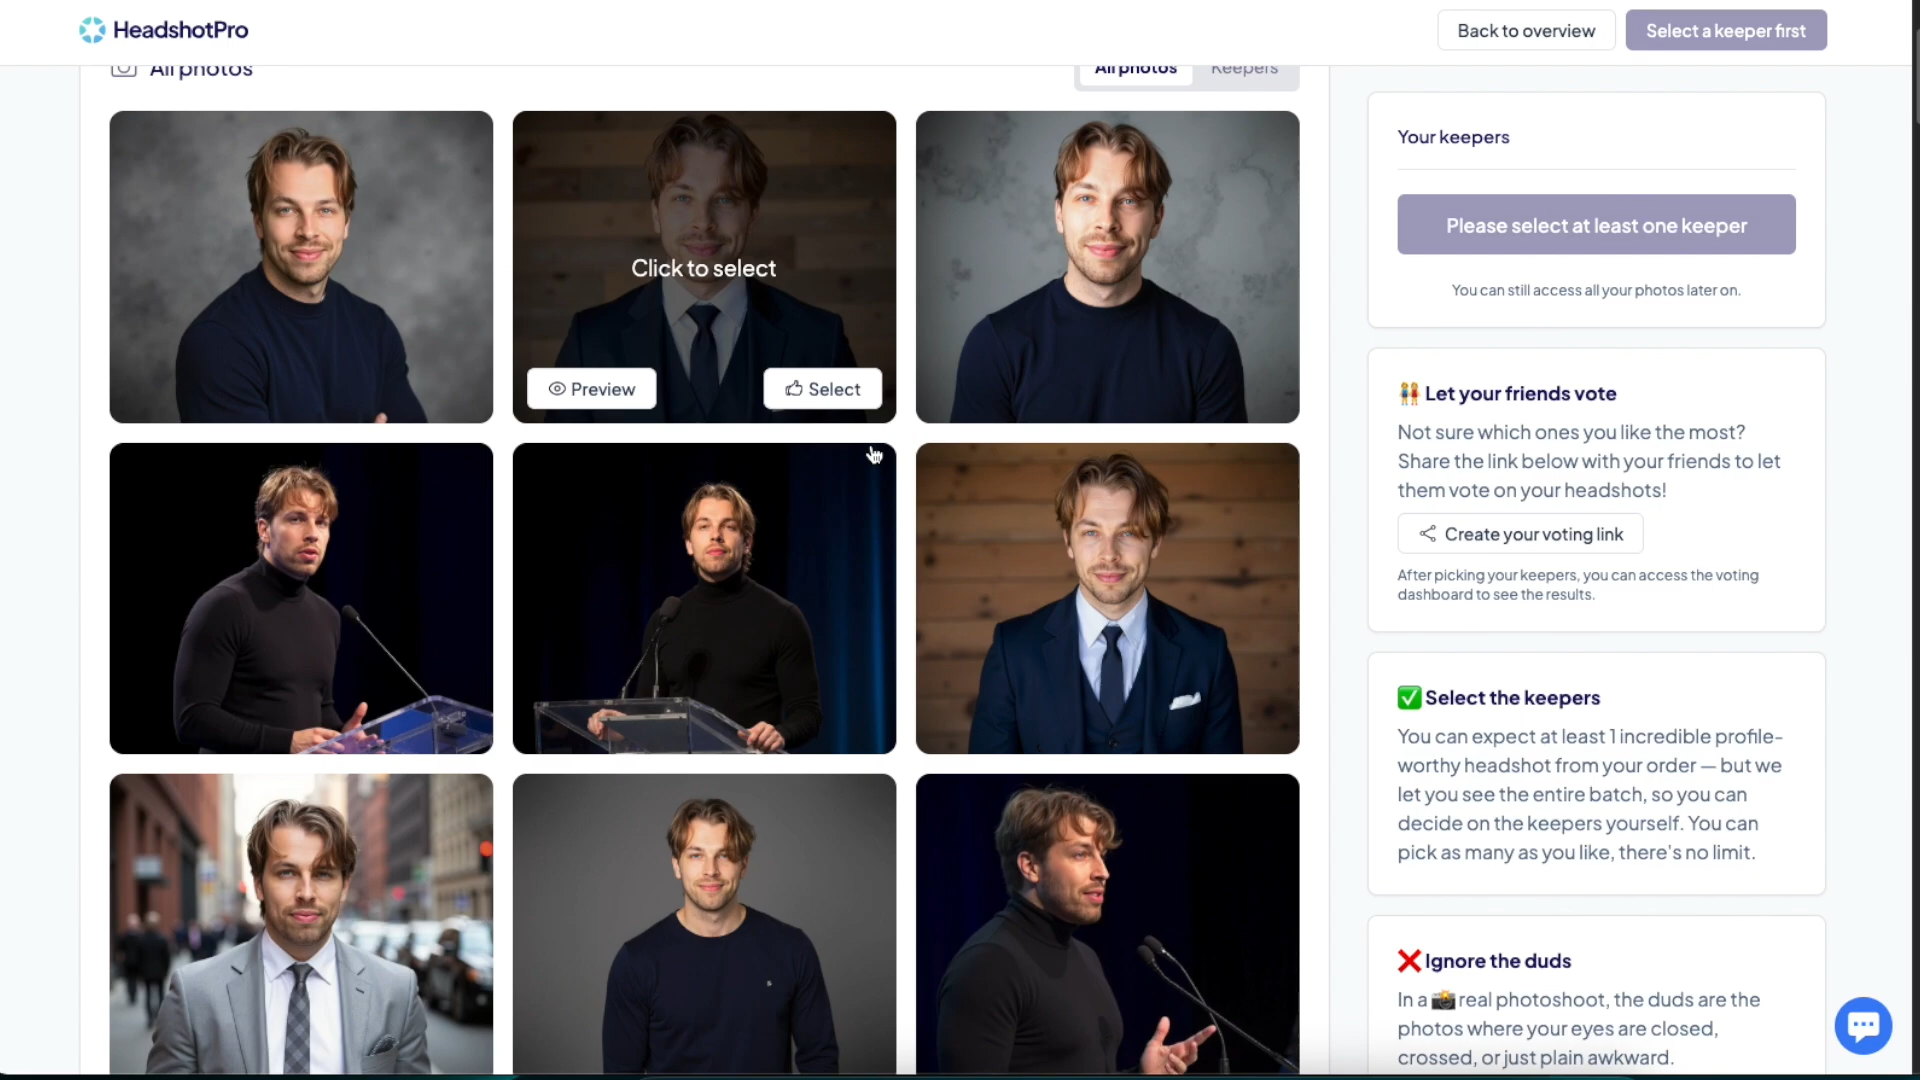 HeadshotPro
Back to overview
Select a keeper first
All photos
All photos
Keepers
Click to select
Preview
Select
Your keepers
Please select at least one keeper
You can still access all your photos later on.
👭 Let your friends vote
Not sure which ones you like the most?
Share the link below with your friends to let
them vote on your headshots!
Create your voting link
After picking your keepers, you can access the voting
dashboard to see the results.
✅ Select the keepers
You can expect at least 1 incredible profile-
worthy headshot from your order — but we
let you see the entire batch, so you can
decide on the keepers yourself. You can
pick as many as you like, there's no limit.
❌ Ignore the duds
In a 📸 real photoshoot, the duds are the
photos where your eyes are closed,
crossed, or just plain awkward.